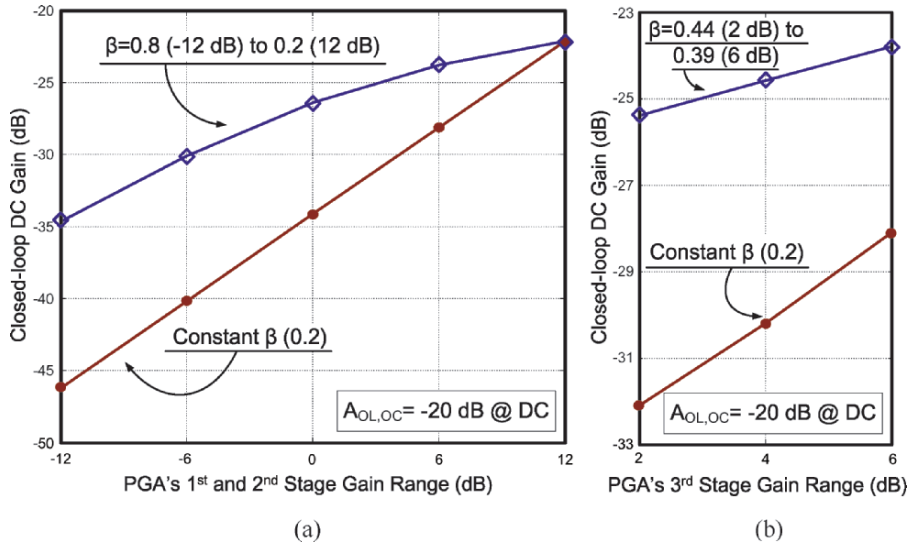 -20
-25
-30
-35
-40
-45
-50
Closed-loop DC Gain (dB)
β=0.8 (-12 dB) to 0.2 (12 dB)
Constant β (0.2)
A_OL,OC= -20 dB @ DC
-12
-6
0
6
12
PGA's 1st and 2nd Stage Gain Range (dB)
(a)
-23
-25
-27
-29
-31
-33
Closed-loop DC Gain (dB)
β=0.44 (2 dB) to
0.39 (6 dB)
Constant β (0.2)
A_OL,OC= -20 dB @ DC
2
4
6
PGA's 3rd Stage Gain Range (dB)
(b)